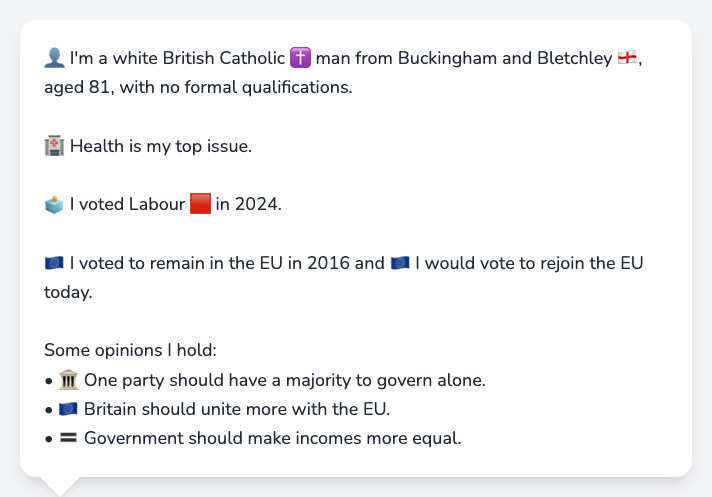 👤 I'm a white British Catholic ✝️ man from Buckingham and Bletchley 🏴󠁧󠁢󠁥󠁮󠁧󠁿,
aged 81, with no formal qualifications.
🏥 Health is my top issue.
🗳️ I voted Labour 🟥 in 2024.
🇪🇺 I voted to remain in the EU in 2016 and 🇪🇺 I would vote to rejoin the EU
today.
Some opinions I hold:
• 🏛️ One party should have a majority to govern alone.
• 🇪🇺 Britain should unite more with the EU.
• 🟰 Government should make incomes more equal.